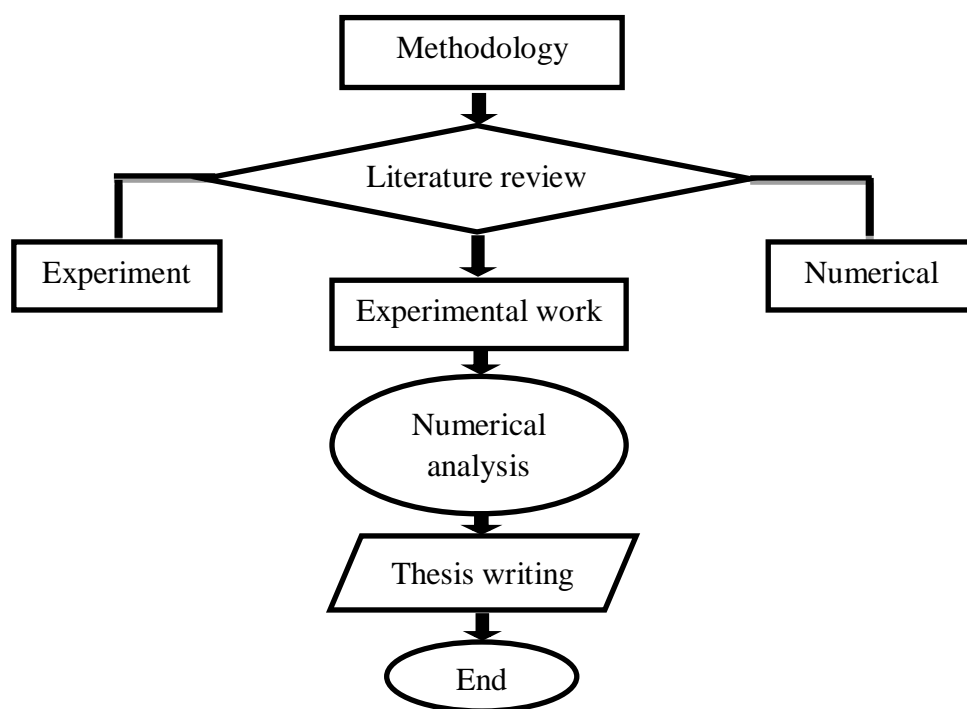 Methodology
Literature review
Experiment
Numerical
Experimental work
Numerical
analysis
Thesis writing
End